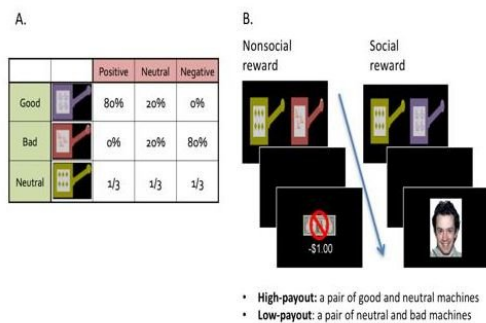 A.
Positive Neutral Negative
Good 80% 20% 0%
Bad 0% 20% 80%
Neutral 1/3 1/3 1/3
B.
Nonsocial
reward
Social
reward
-$1.00
• High-payout: a pair of good and neutral machines
• Low-payout: a pair of neutral and bad machines